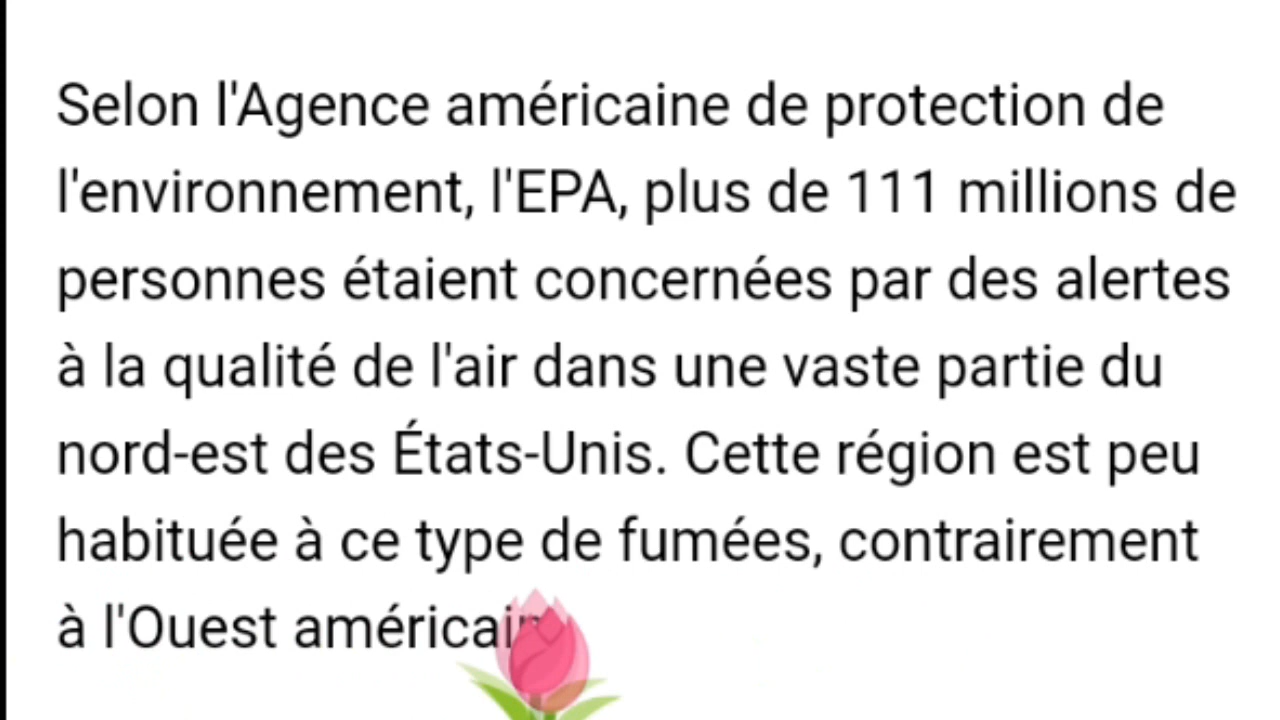 Selon l'Agence américaine de protection de
l'environnement, l'EPA, plus de 111 millions de
personnes étaient concernées par des alertes
à la qualité de l'air dans une vaste partie du
nord-est des États-Unis. Cette région est peu
habituée à ce type de fumées, contrairement
à l'Ouest américain